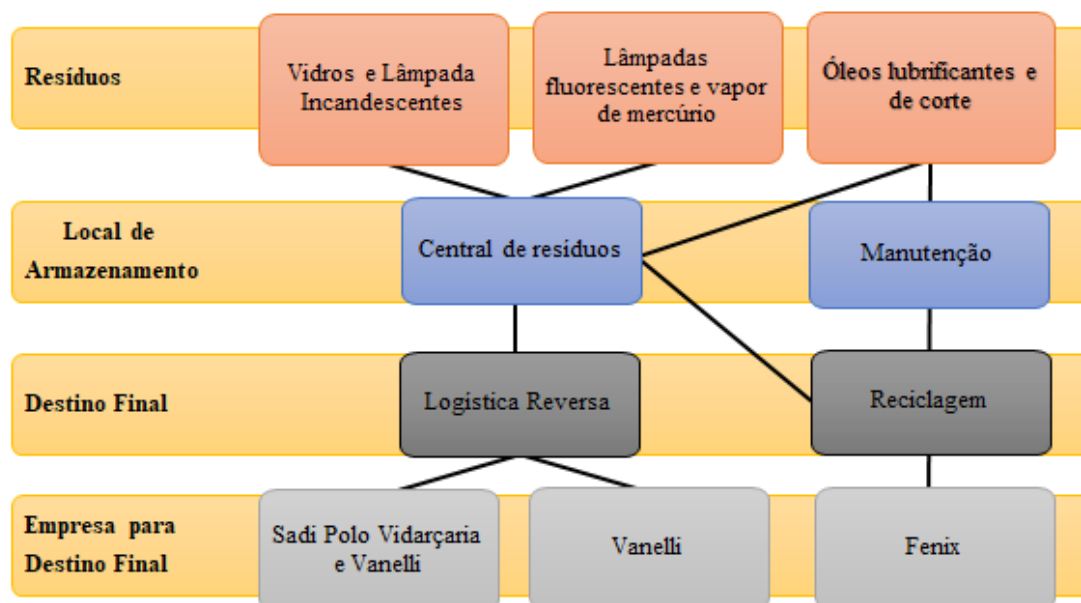 Resíduos
Vidros e Lâmpada
Incandescentes
Lâmpadas
fluorescentes e vapor
de mercúrio
Óleos lubrificantes e
de corte
Local de
Armazenamento
Central de resíduos
Manutenção
Destino Final
Logística Reversa
Reciclagem
Empresa para
Destino Final
Sadi Polo Vidarçaria
e Vanelli
Vanelli
Fenix